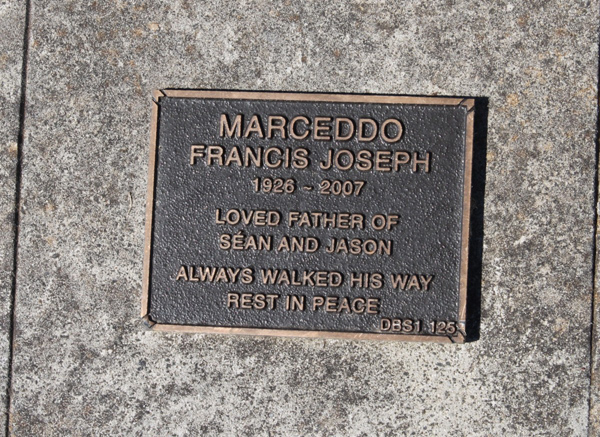 MARCEDDO
FRANCIS JOSEPH
1926 ~ 2007
LOVED FATHER OF
SÉAN AND JASON
ALWAYS WALKED HIS WAY
REST IN PEACE
DBS1 125